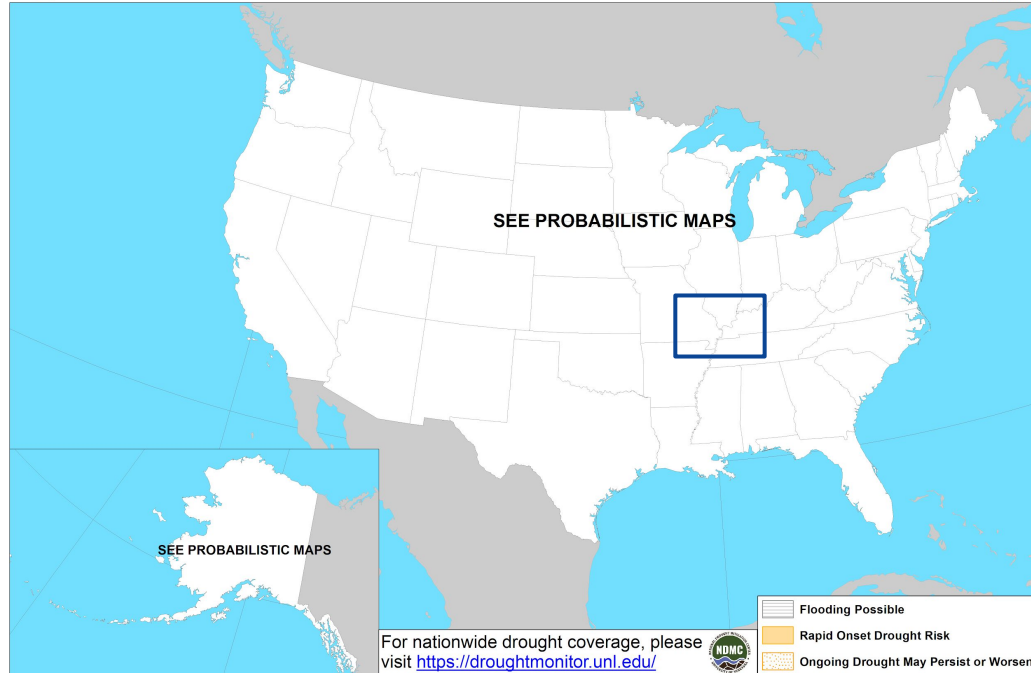 SEE PROBABILISTIC MAPS
SEE PROBABILISTIC MAPS
For nationwide drought coverage, please
visit https://droughtmonitor.unl.edu/
NDMC
Flooding Possible
Rapid Onset Drought Risk
Ongoing Drought May Persist or Worsen